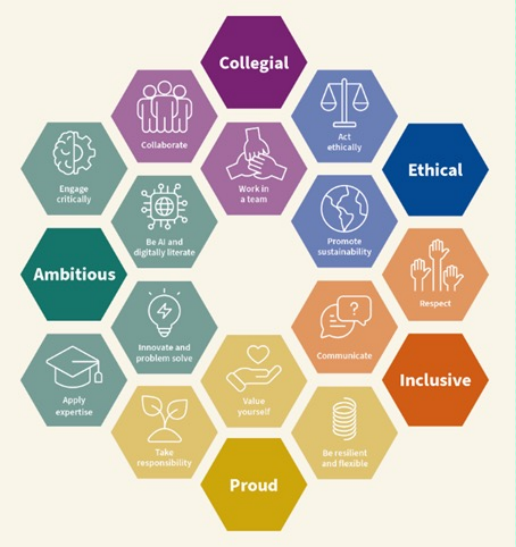 Collegial
Collaborate
Act
ethically
Engage
critically
Work in
a team
Ethical
Be AI and
digitally literate
Promote
sustainability
Ambitious
Respect
Innovate and
problem solve
Communicate
?
Apply
expertise
Value
yourself
Inclusive
Take
responsibility
Be resilient
and flexible
Proud